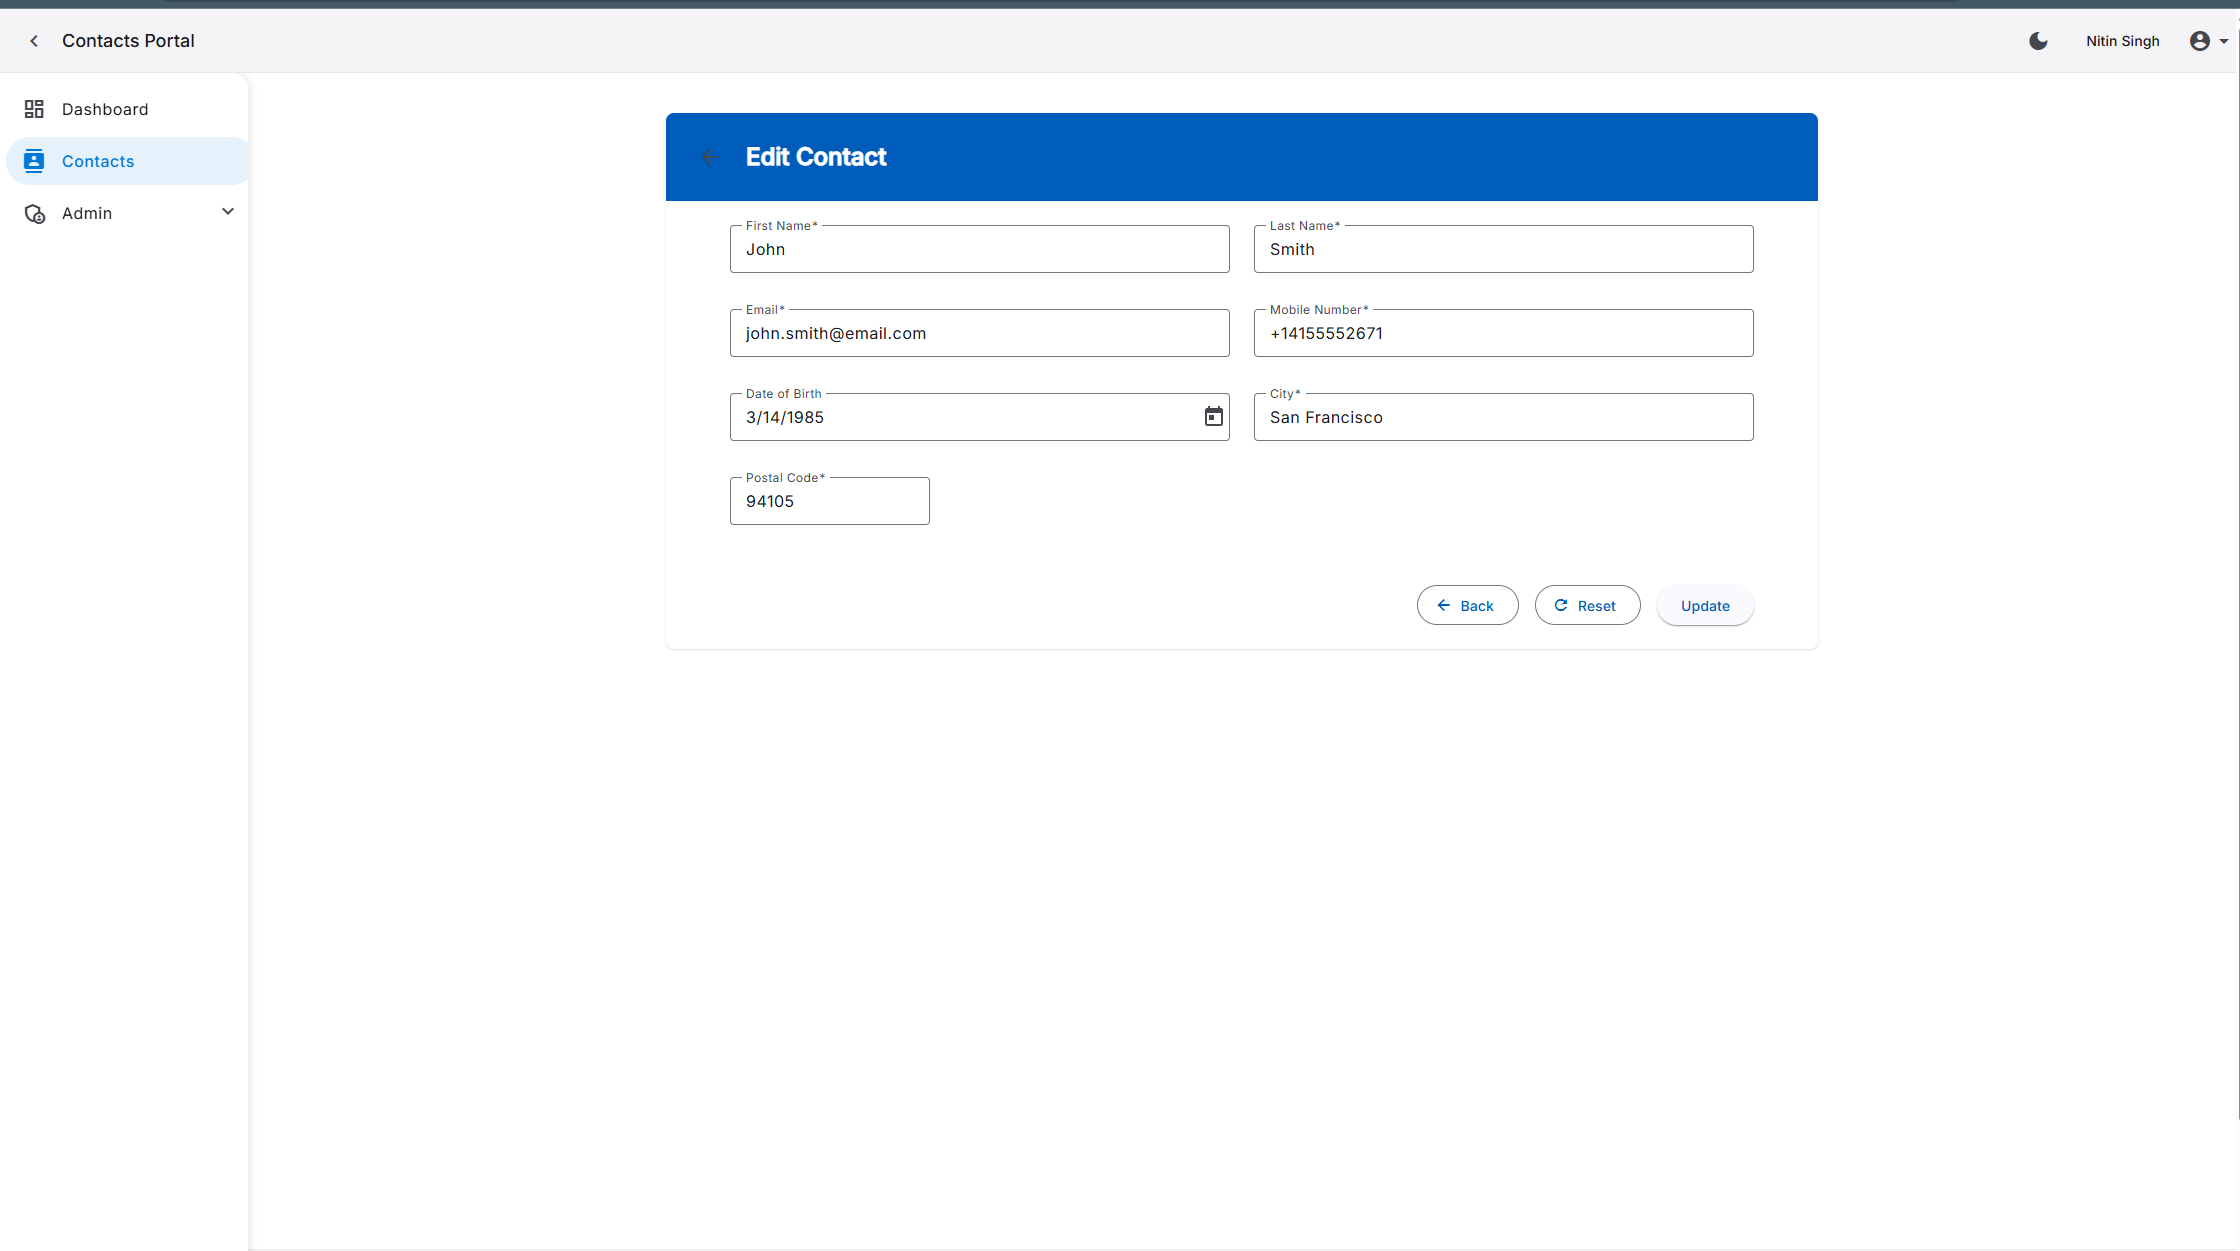 Contacts Portal
Nitin Singh
Dashboard
Contacts
Admin
Edit Contact
First Name*
John
Last Name*
Smith
Email*
john.smith@email.com
Mobile Number*
+14155552671
Date of Birth
3/14/1985
City*
San Francisco
Postal Code*
94105
Back
Reset
Update